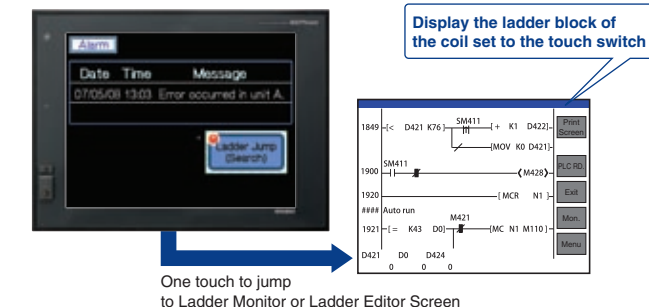 Display the ladder block of
the coil set to the touch switch
Alarm
Date Time Message
07/05/08 13:03 Error occurred in unit A.
Ladder Jump
(Search)
1849 [< D421 K76] SM411 [+ K1 D422]
[MOV K0 D421]
1900 SM411 (M428)
1920 [MCR N1]
#### Auto run
1921 [= K43 D0] M421 [MC N1 M110]
D421 D0 D424
0 0 0
Print
Screen
PLC RD.
Exit
Mon.
Menu
One touch to jump
to Ladder Monitor or Ladder Editor Screen